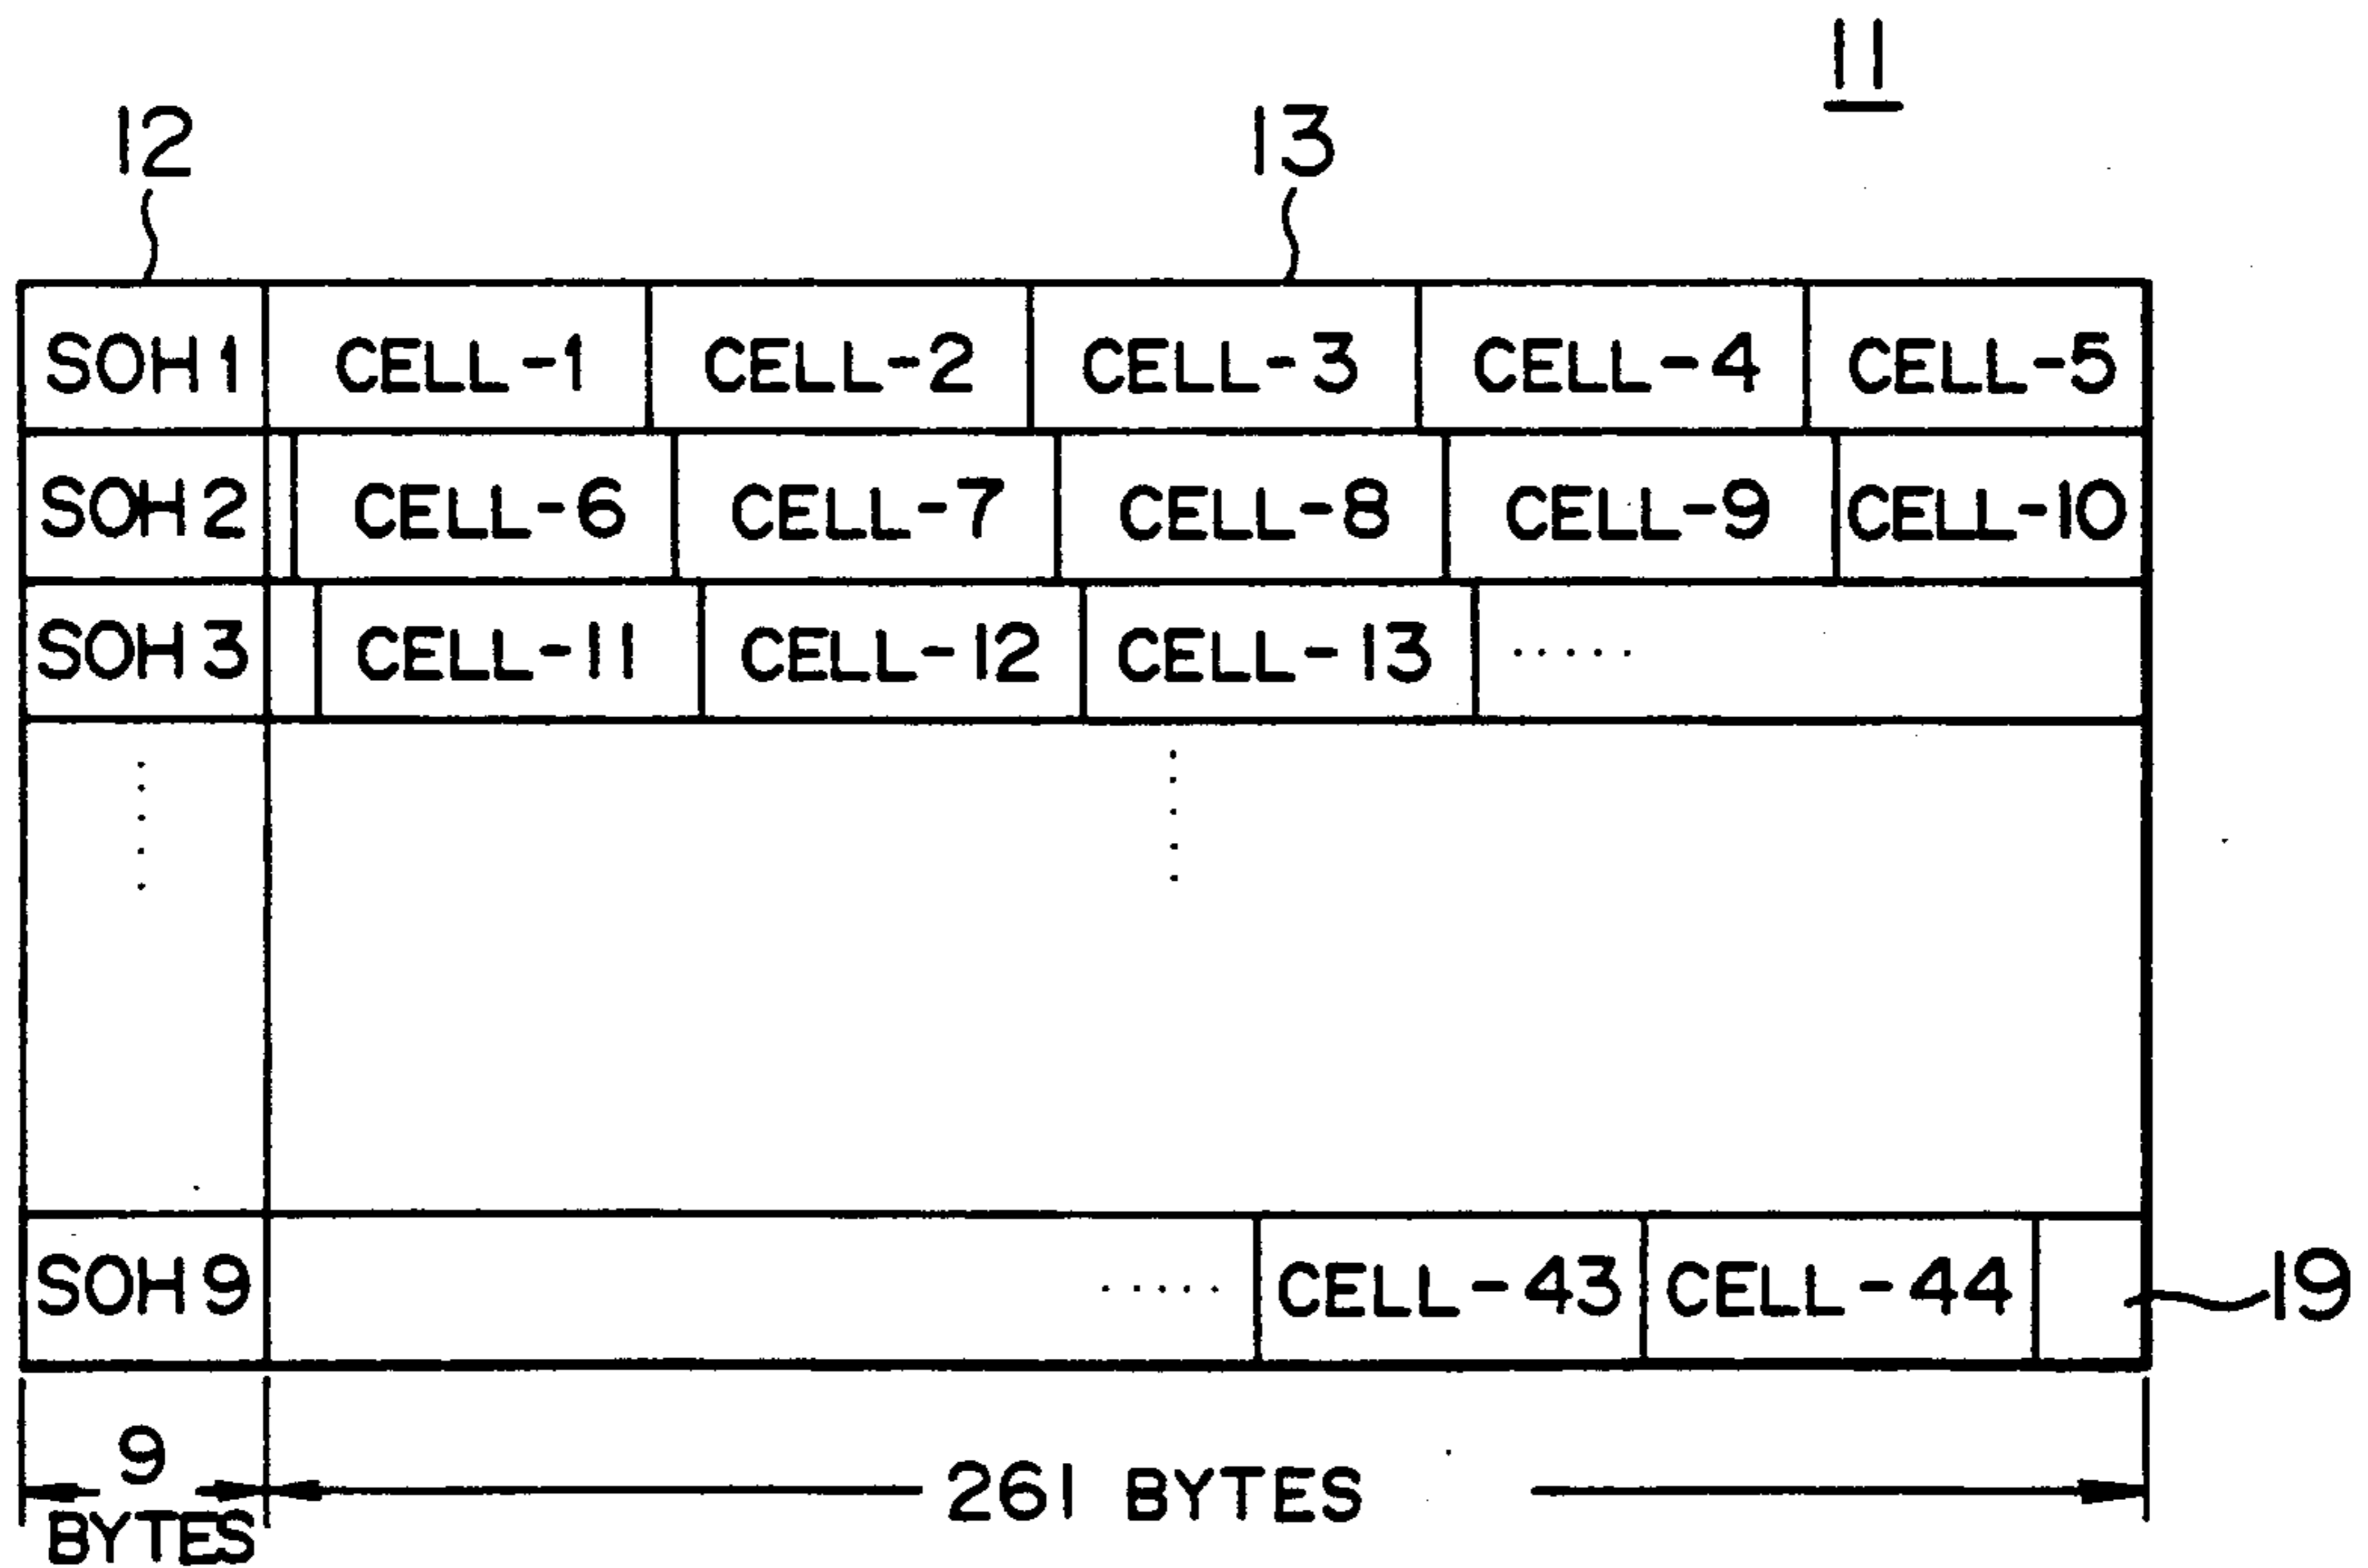 11
12 13
SOH 1 CELL-1 CELL-2 CELL-3 CELL-4 CELL-5
SOH 2 CELL-6 CELL-7 CELL-8 CELL-9 CELL-10
SOH 3 CELL-11 CELL-12 CELL-13 .....
SOH 9 ..... CELL-43 CELL-44 19
9 BYTES 261 BYTES